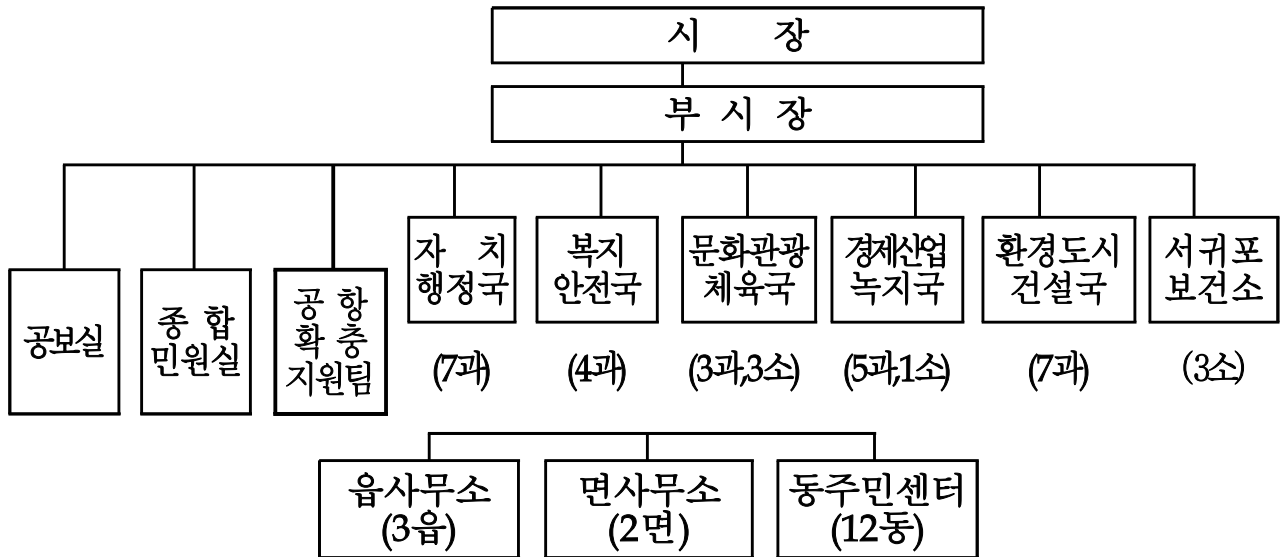 시 장
부 시 장
공보실
종 합
민원실
공 항
확 충
지원팀
자 치
행정국
(7과)
복지
안전국
(4과)
문화관광
체육국
(3과,3소)
경제산업
녹지국
(5과,1소)
환경도시
건설국
(7과)
서귀포
보건소
(3소)
읍사무소
(3읍)
면사무소
(2면)
동주민센터
(12동)